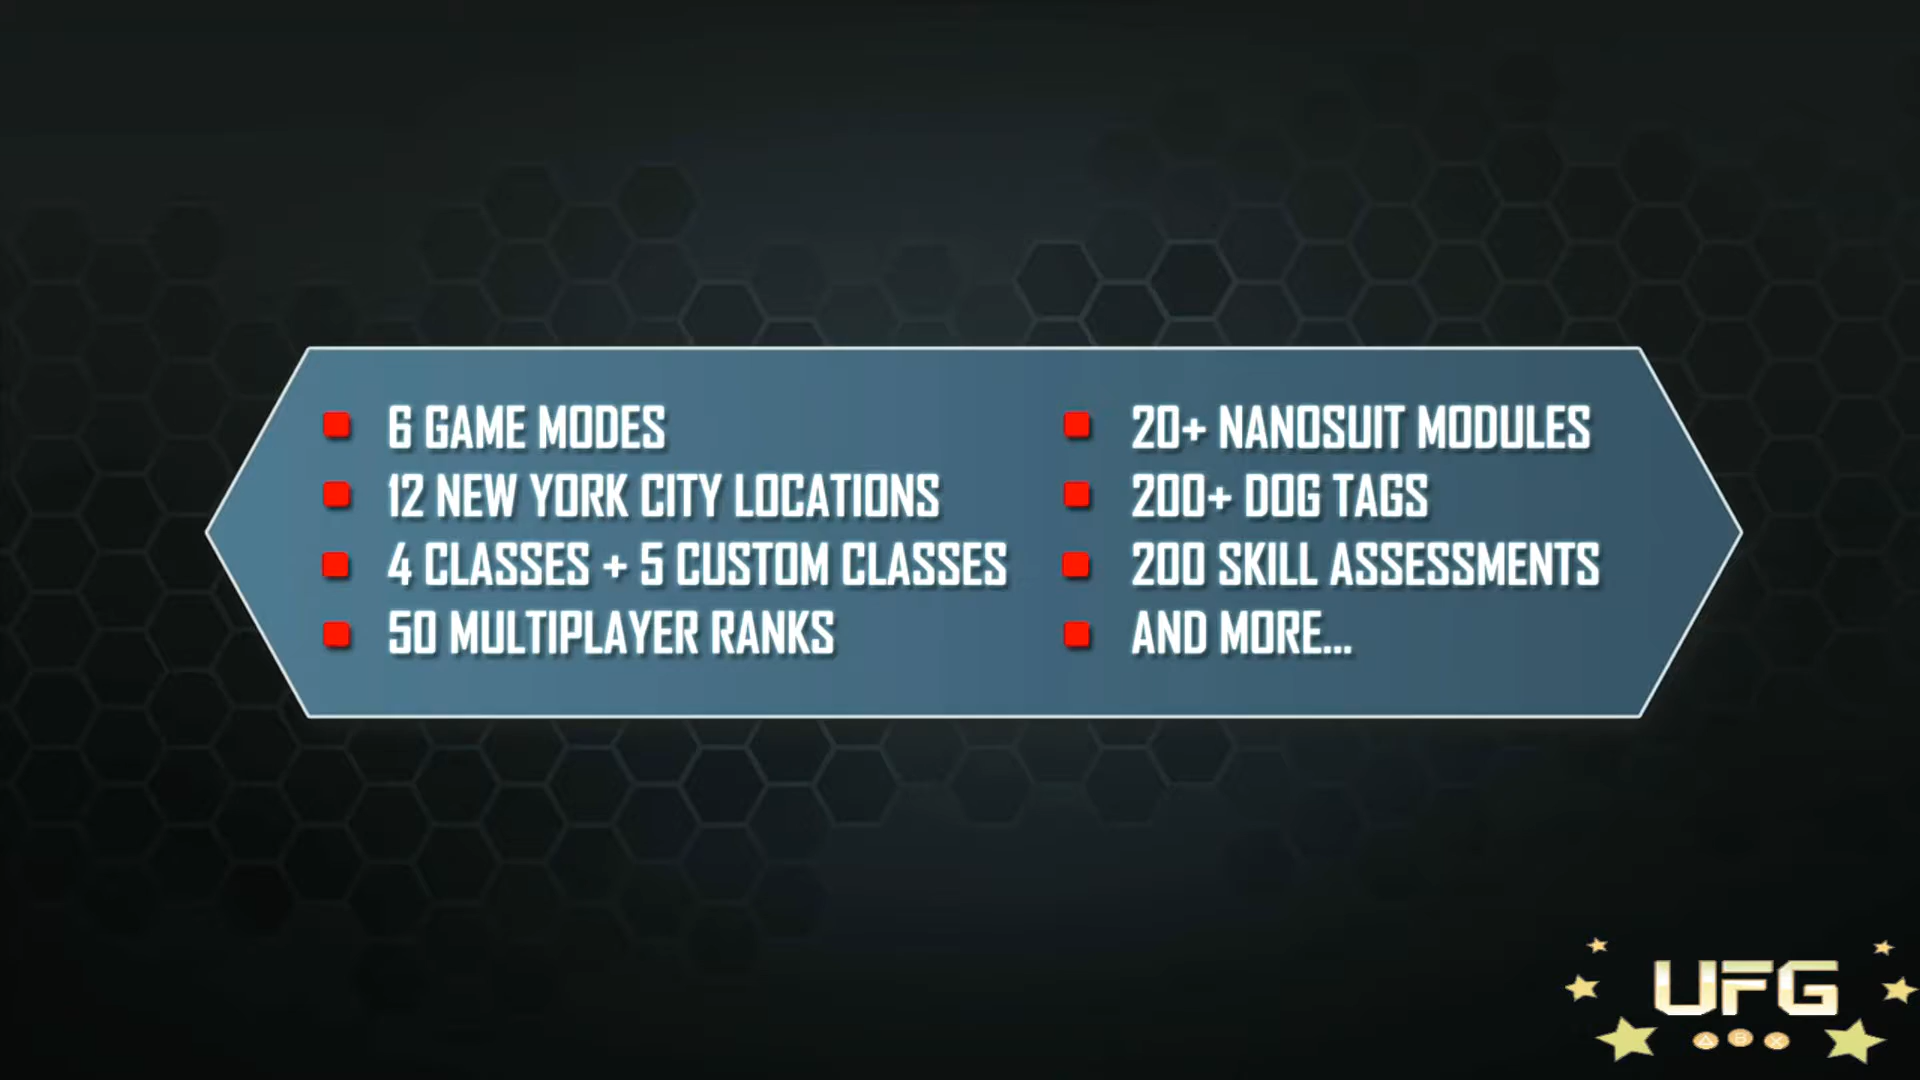 6 GAME MODES
12 NEW YORK CITY LOCATIONS
4 CLASSES + 5 CUSTOM CLASSES
50 MULTIPLAYER RANKS
20+ NANOSUIT MODULES
200+ DOG TAGS
200 SKILL ASSESSMENTS
AND MORE...
UFG
A B X